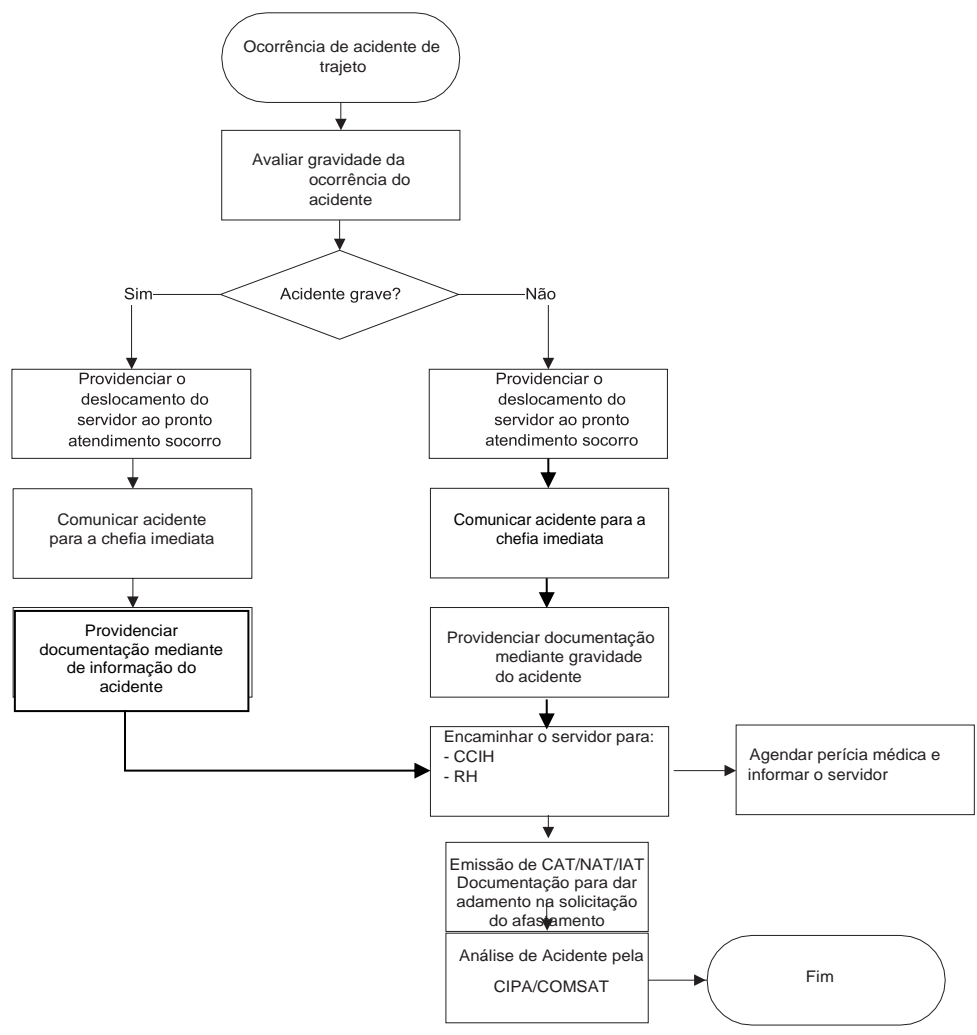 Ocorrência de acidente de
trajeto
Avaliar gravidade da
ocorrência do
acidente
Acidente grave?
Sim
Não
Providenciar o
deslocamento do
servidor ao pronto
atendimento socorro
Providenciar o
deslocamento do
servidor ao pronto
atendimento socorro
Comunicar acidente
para a chefia imediata
Comunicar acidente para a
chefia imediata
Providenciar
documentação mediante
de informação do
acidente
Providenciar documentação
mediante gravidade
do acidente
Encaminhar o servidor para:
- CCIH
- RH
Agendar perícia médica e
informar o servidor
Emissão de CAT/NAT/IAT
Documentação para dar
adamento na solicitação
do afastamento
Análise de Acidente pela
CIPA/COMSAT
Fim